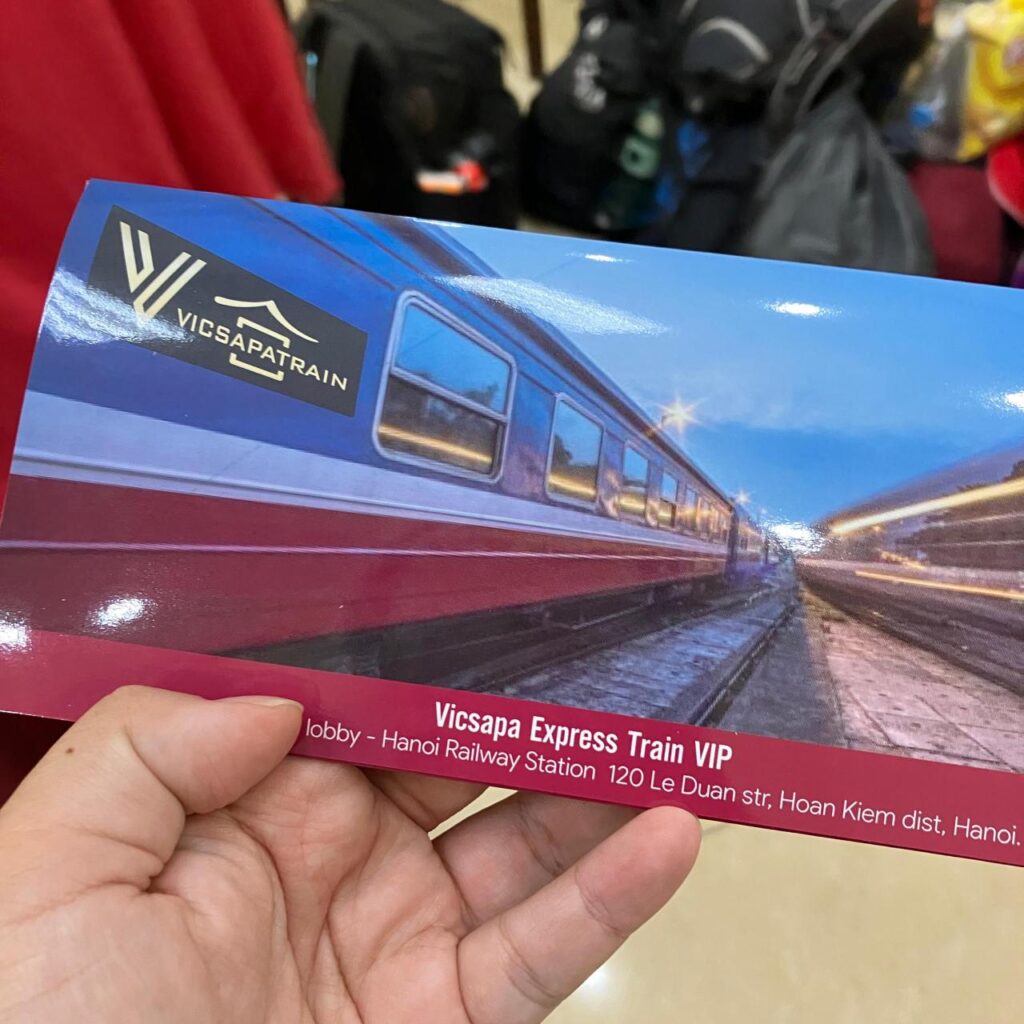 VICSAPATRAIN
Vicsapa Express Train VIP
lobby - Hanoi Railway Station 120 Le Duan str, Hoan Kiem dist, Hanoi.